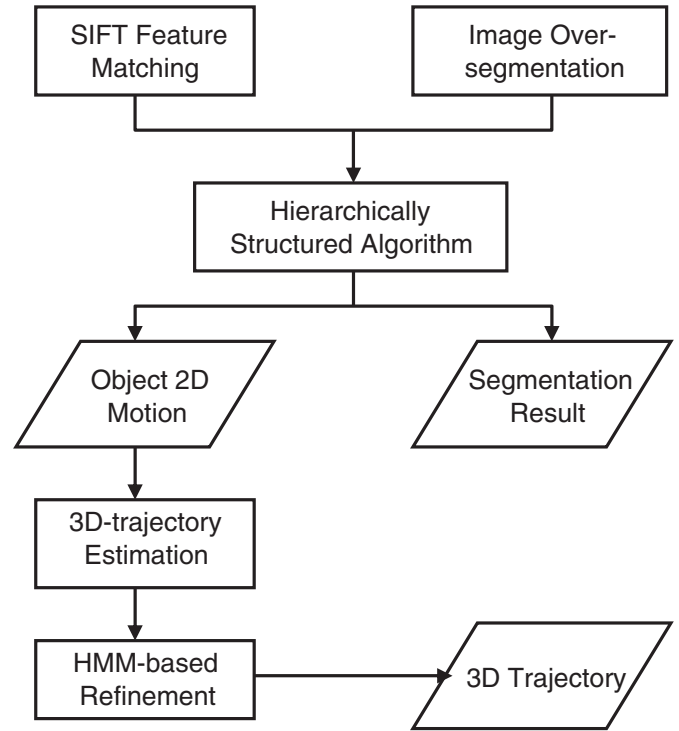 SIFT Feature
Matching
Image Over-
segmentation
Hierarchically
Structured Algorithm
Object 2D
Motion
Segmentation
Result
3D-trajectory
Estimation
HMM-based
Refinement
3D Trajectory